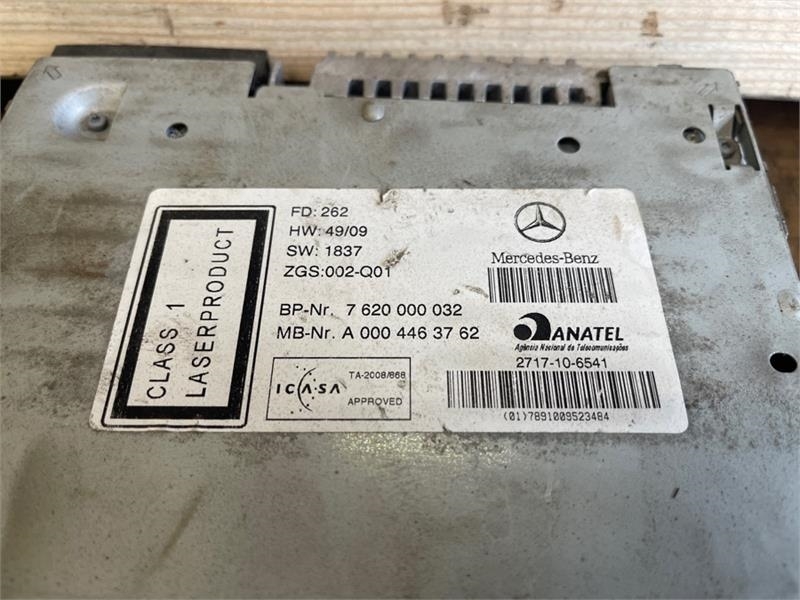 CLASS 1
LASERPRODUCT
FD: 262
HW: 49/09
SW: 1837
ZGS:002-Q01
BP-Nr. 7 620 000 032
MB-Nr. A 000 446 37 62
ICASA
TA-2008/868
APPROVED
Mercedes-Benz
ANATEL
Agência Nacional de Telecomunicações
2717-10-6541
(01)7891009523484